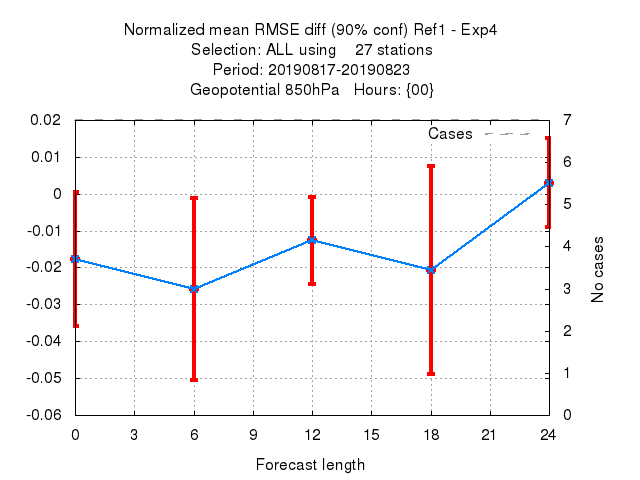 Normalized mean RMSE diff (90% conf) Ref1 - Exp4
Selection: ALL using    27 stations
Period: 20190817-20190823
Geopotential 850hPa   Hours: {00}
0.02
0.01
0
-0.01
-0.02
-0.03
-0.04
-0.05
-0.06
Cases
7
6
5
4
3
2
1
0
No cases
0 3 6 9 12 15 18 21 24
Forecast length